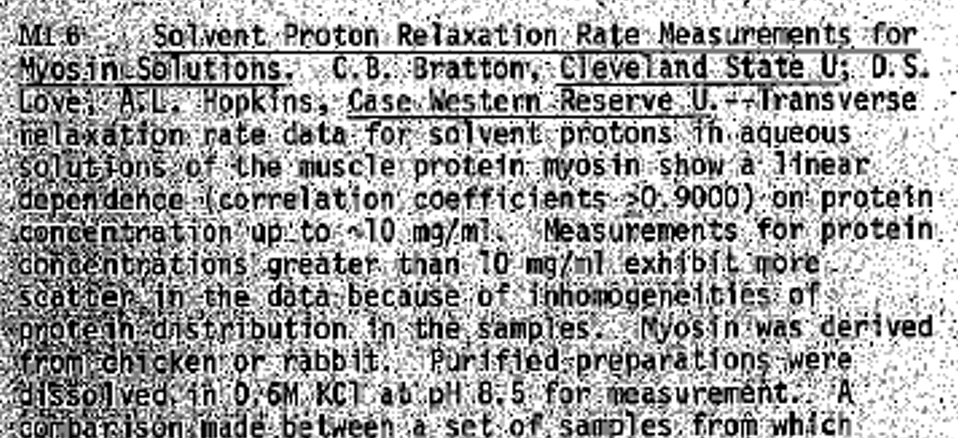 MI 6 Solvent Proton Relaxation Rate Measurements for
Myosin Solutions. C.B. Bratton, Cleveland State U; D.S.
Love, A.L. Hopkins, Case Western Reserve U.--Transverse
relaxation rate data for solvent protons in aqueous
solutions of the muscle protein myosin show a linear
dependence (correlation coefficients >0.9000) on protein
concentration up to ~10 mg/ml. Measurements for protein
concentrations greater than 10 mg/ml exhibit more
scatter in the data because of inhomogeneities of
protein distribution in the samples. Myosin was derived
from chicken or rabbit. Purified preparations were
dissolved in 0.6M KCl at pH 8.5 for measurement. A
comparison made between a set of samples from which